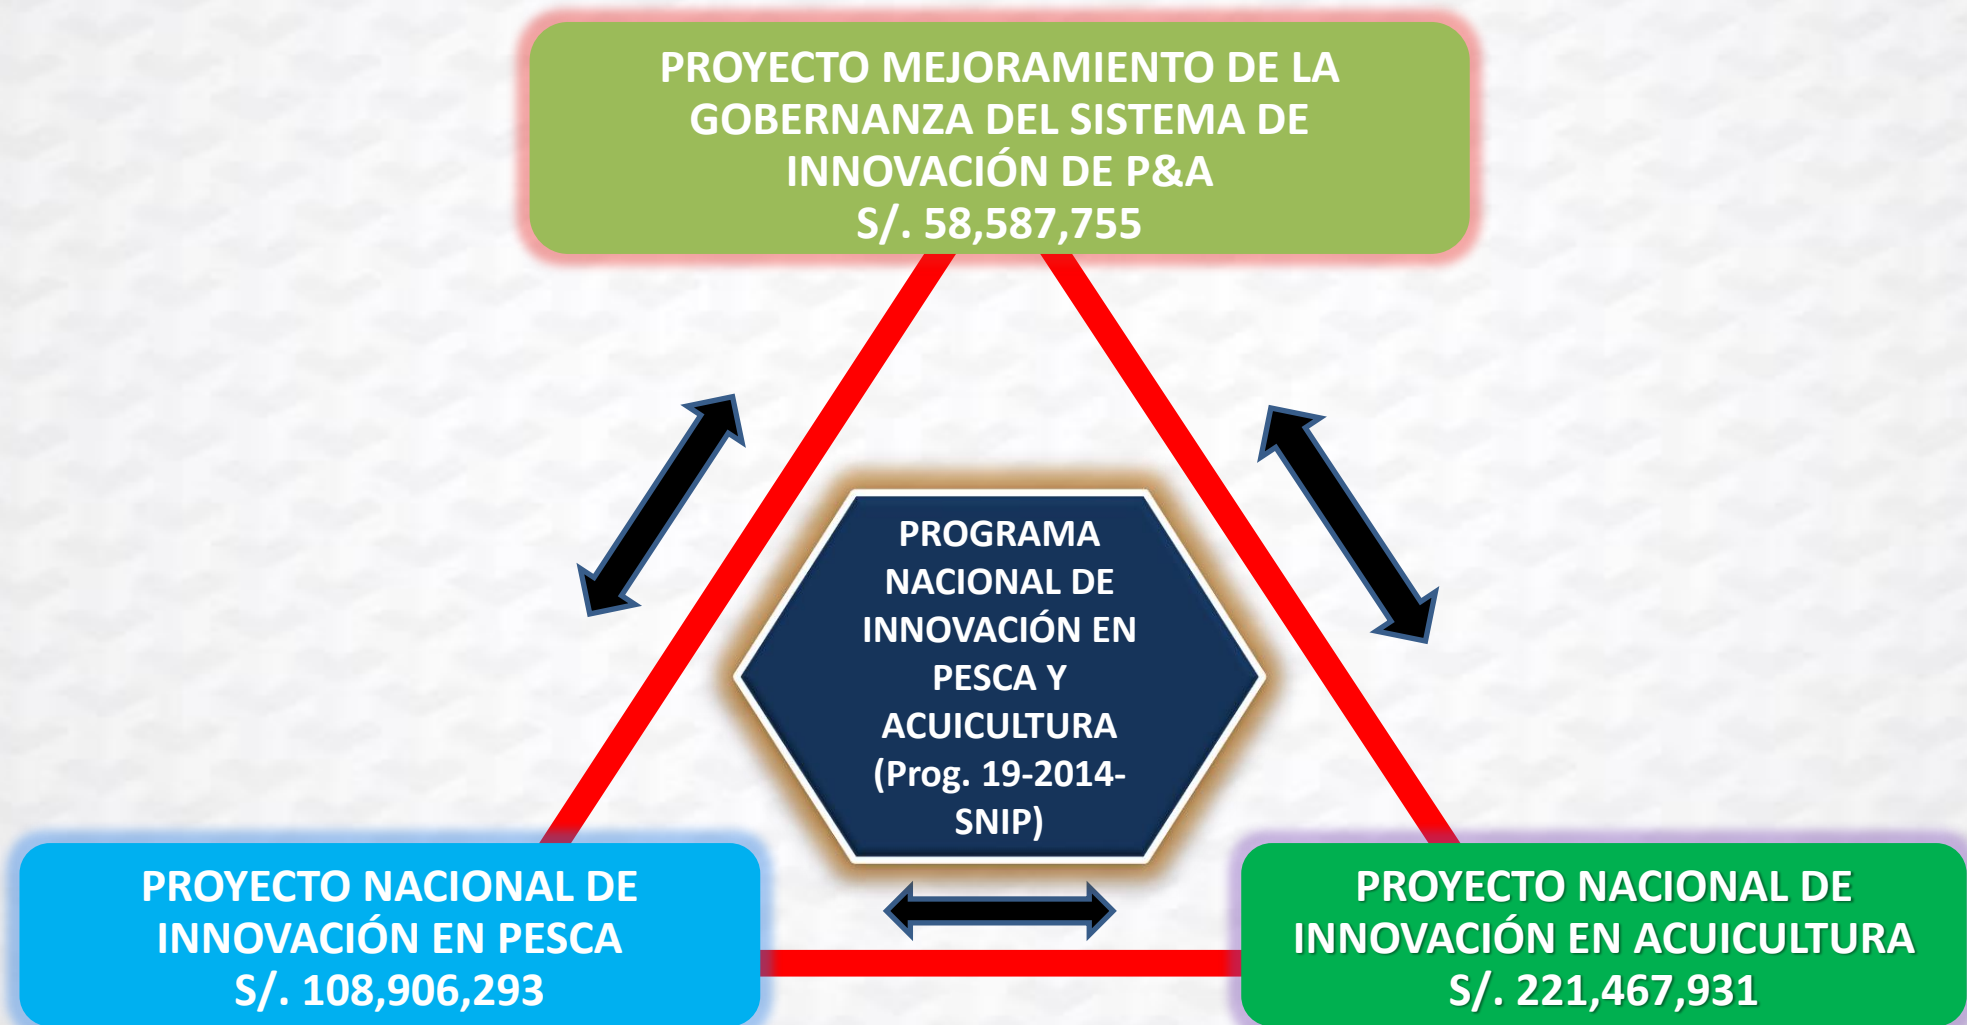 PROYECTO MEJORAMIENTO DE LA
GOBERNANZA DEL SISTEMA DE
INNOVACIÓN DE P&A
S/. 58,587,755
PROGRAMA
NACIONAL DE
INNOVACIÓN EN
PESCA Y
ACUICULTURA
(Prog. 19-2014-
SNIP)
PROYECTO NACIONAL DE
INNOVACIÓN EN PESCA
S/. 108,906,293
PROYECTO NACIONAL DE
INNOVACIÓN EN ACUICULTURA
S/. 221,467,931